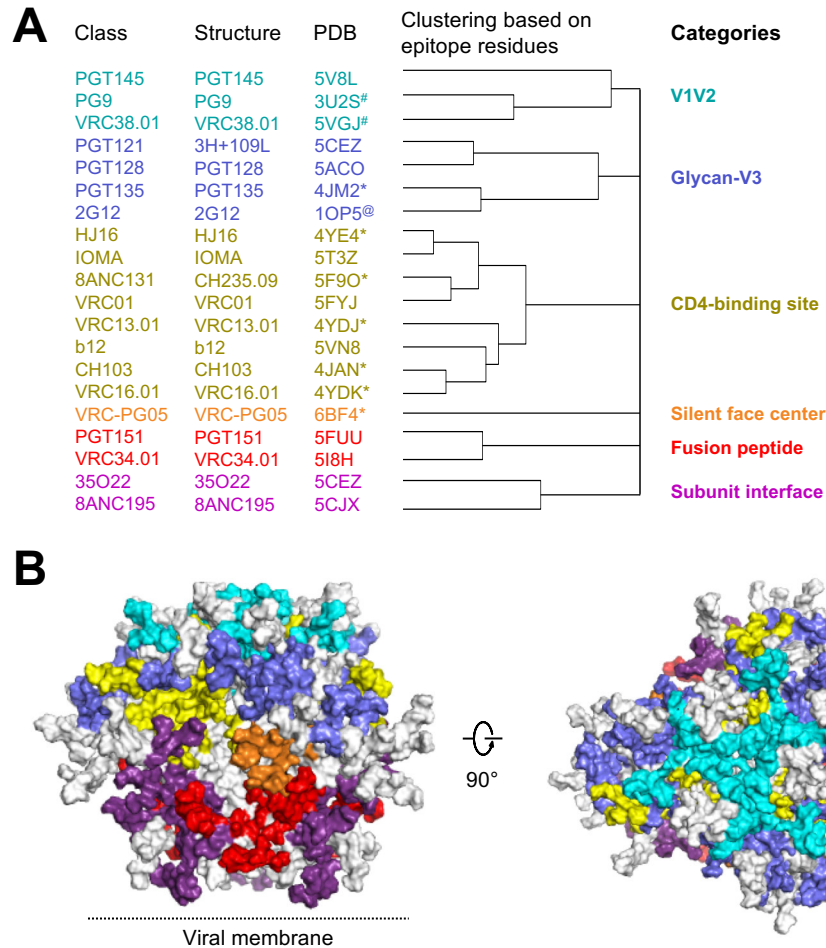 A
Class Structure PDB Clustering based on epitope residues Categories
PGT145 PGT145 5V8L
PG9 PG9 3U2S#
VRC38.01 VRC38.01 5VGJ#
V1V2
PGT121 3H+109L 5CEZ
PGT128 PGT128 5ACO
PGT135 PGT135 4JM2*
2G12 2G12 1OP5@
Glycan-V3
HJ16 HJ16 4YE4*
IOMA IOMA 5T3Z
8ANC131 CH235.09 5F9O*
VRC01 VRC01 5FYJ
VRC13.01 VRC13.01 4YDJ*
b12 b12 5VN8
CH103 CH103 4JAN*
VRC16.01 VRC16.01 4YDK*
CD4-binding site
VRC-PG05 VRC-PG05 6BF4* Silent face center
PGT151 PGT151 5FUU
VRC34.01 VRC34.01 5I8H
Fusion peptide
35O22 35O22 5CEZ
8ANC195 8ANC195 5CJX
Subunit interface
B
90°
Viral membrane